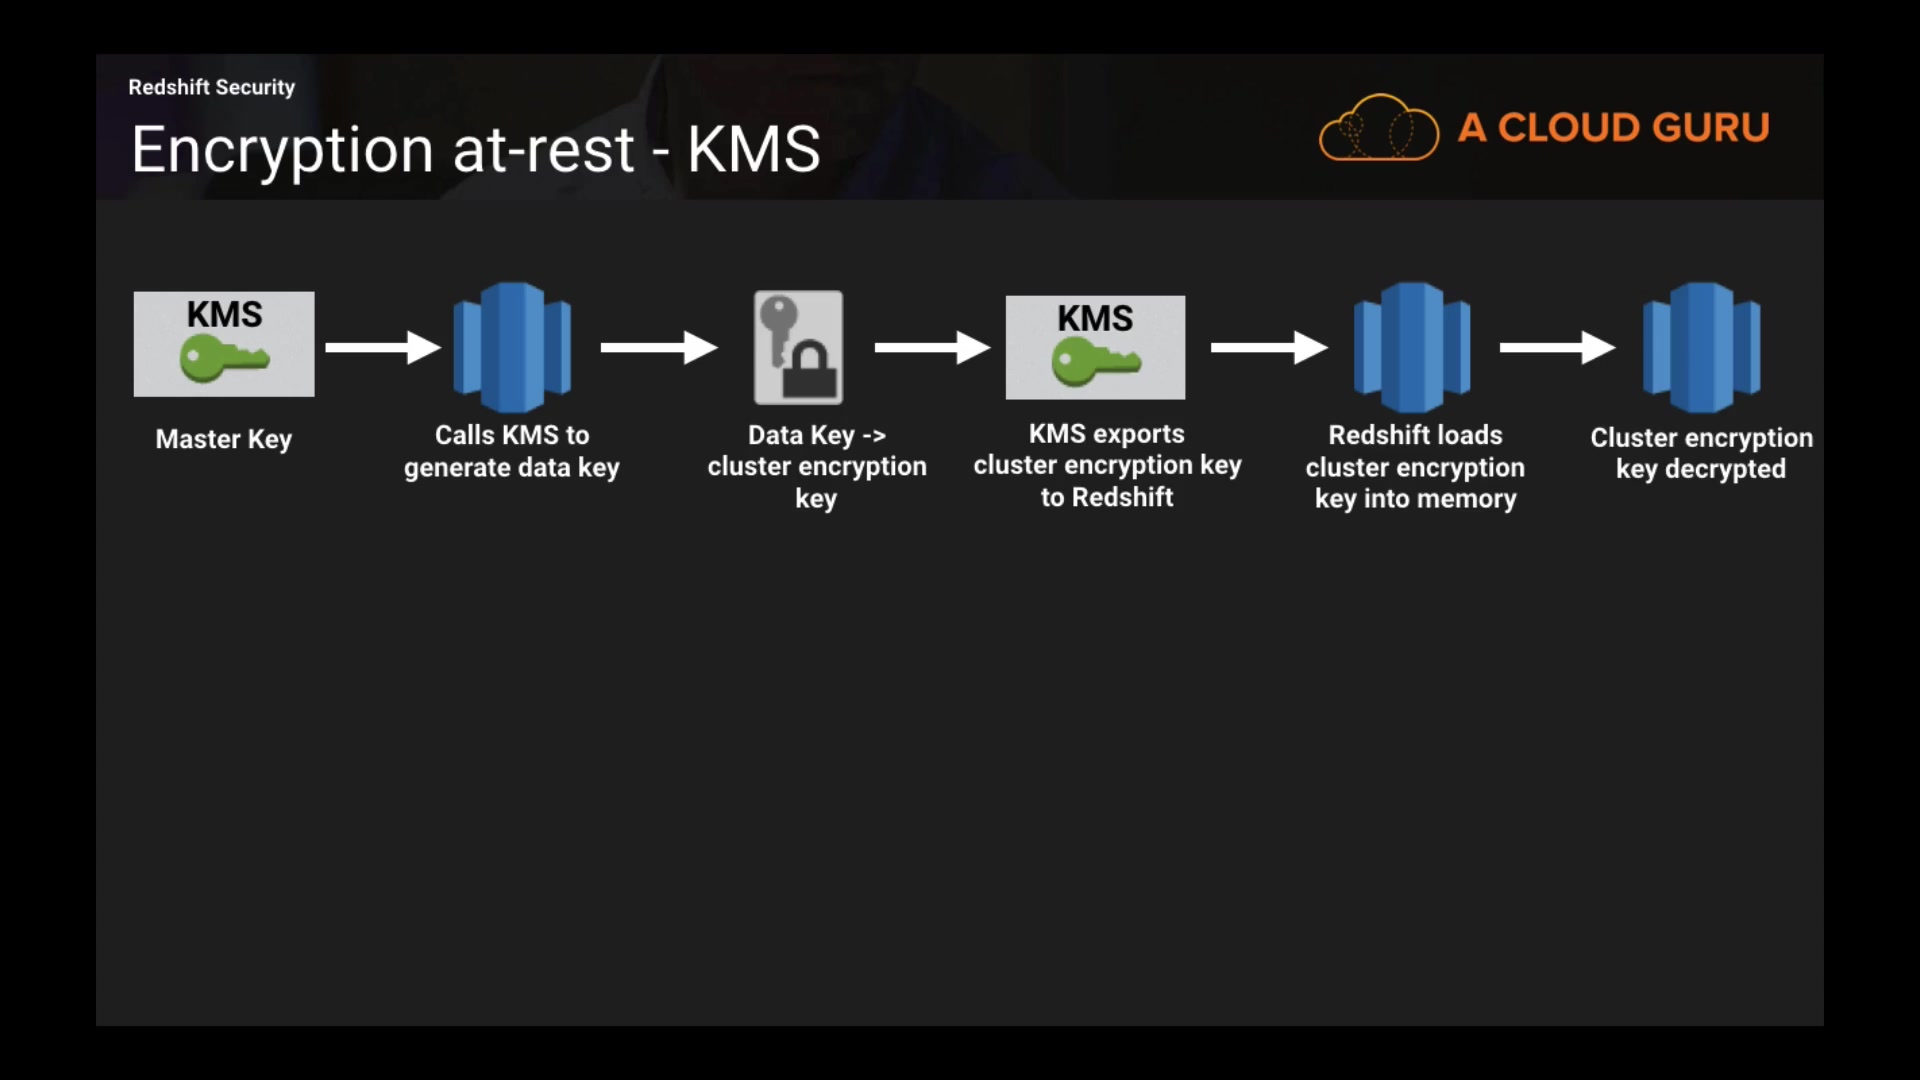 Redshift Security
Encryption at-rest - KMS
A CLOUD GURU
KMS
Master Key
Calls KMS to
generate data key
Data Key ->
cluster encryption
key
KMS
KMS exports
cluster encryption key
to Redshift
Redshift loads
cluster encryption
key into memory
Cluster encryption
key decrypted